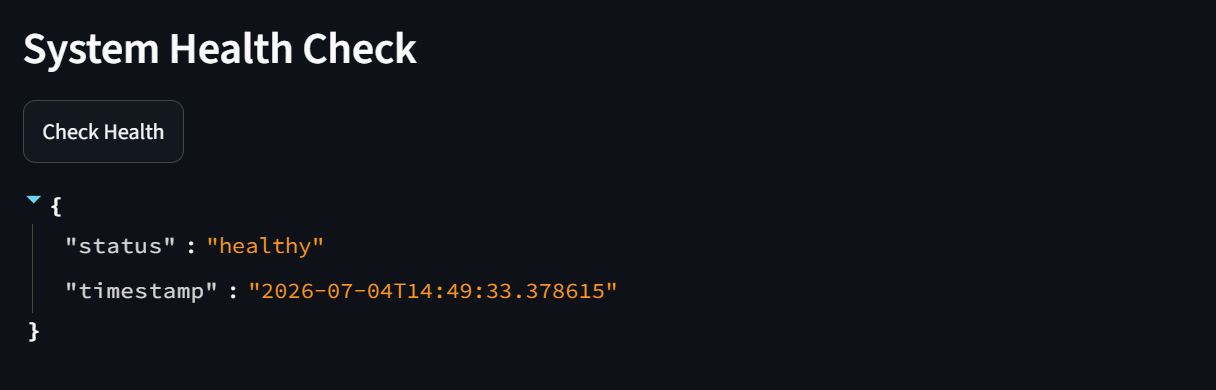 System Health Check
Check Health
{
"status" : "healthy"
"timestamp" : "2026-07-04T14:49:33.378615"
}